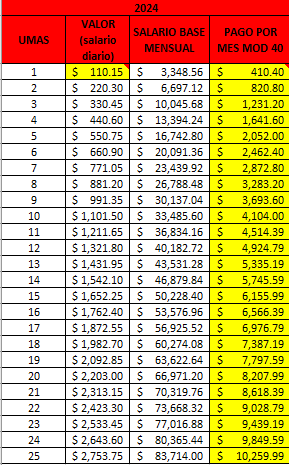 2024
UMAS VALOR (salario diario) SALARIO BASE MENSUAL PAGO POR MES MOD 40
1 $ 110.15 $ 3,348.56 $ 410.40
2 $ 220.30 $ 6,697.12 $ 820.80
3 $ 330.45 $ 10,045.68 $ 1,231.20
4 $ 440.60 $ 13,394.24 $ 1,641.60
5 $ 550.75 $ 16,742.80 $ 2,052.00
6 $ 660.90 $ 20,091.36 $ 2,462.40
7 $ 771.05 $ 23,439.92 $ 2,872.80
8 $ 881.20 $ 26,788.48 $ 3,283.20
9 $ 991.35 $ 30,137.04 $ 3,693.60
10 $ 1,101.50 $ 33,485.60 $ 4,104.00
11 $ 1,211.65 $ 36,834.16 $ 4,514.39
12 $ 1,321.80 $ 40,182.72 $ 4,924.79
13 $ 1,431.95 $ 43,531.28 $ 5,335.19
14 $ 1,542.10 $ 46,879.84 $ 5,745.59
15 $ 1,652.25 $ 50,228.40 $ 6,155.99
16 $ 1,762.40 $ 53,576.96 $ 6,566.39
17 $ 1,872.55 $ 56,925.52 $ 6,976.79
18 $ 1,982.70 $ 60,274.08 $ 7,387.19
19 $ 2,092.85 $ 63,622.64 $ 7,797.59
20 $ 2,203.00 $ 66,971.20 $ 8,207.99
21 $ 2,313.15 $ 70,319.76 $ 8,618.39
22 $ 2,423.30 $ 73,668.32 $ 9,028.79
23 $ 2,533.45 $ 77,016.88 $ 9,439.19
24 $ 2,643.60 $ 80,365.44 $ 9,849.59
25 $ 2,753.75 $ 83,714.00 $ 10,259.99